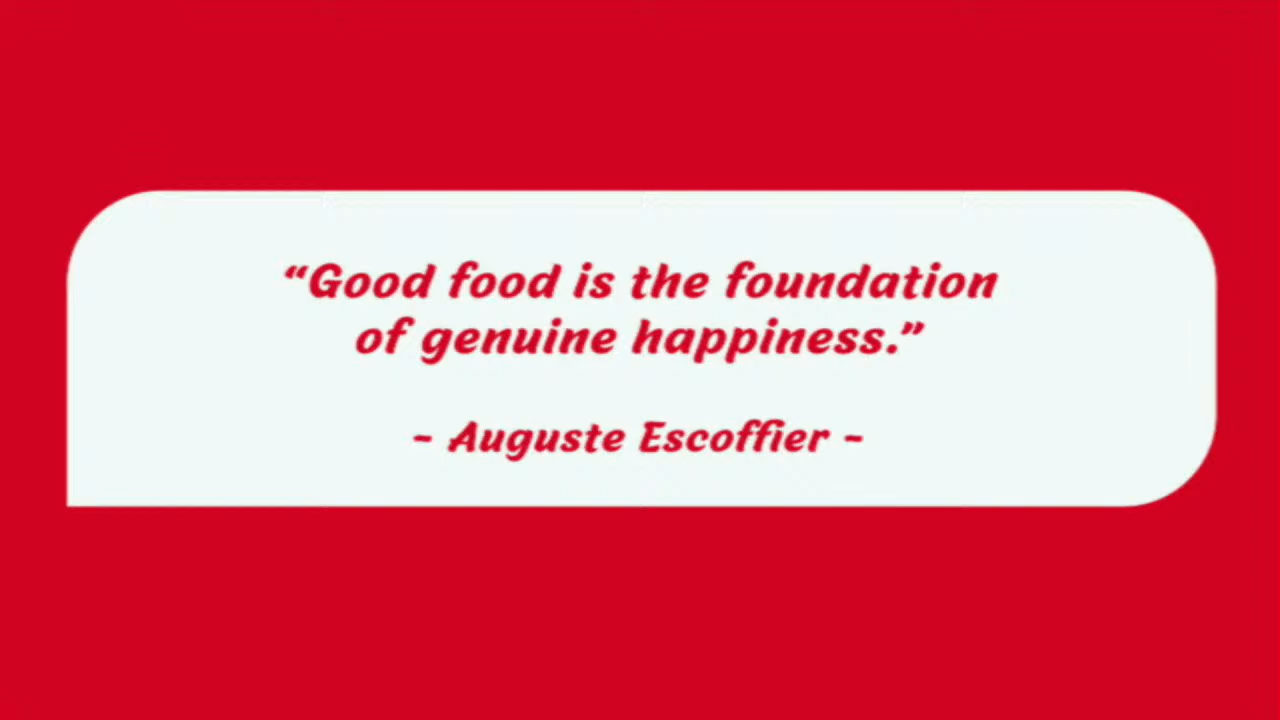 “Good food is the foundation
of genuine happiness.”
~ Auguste Escoffier ~